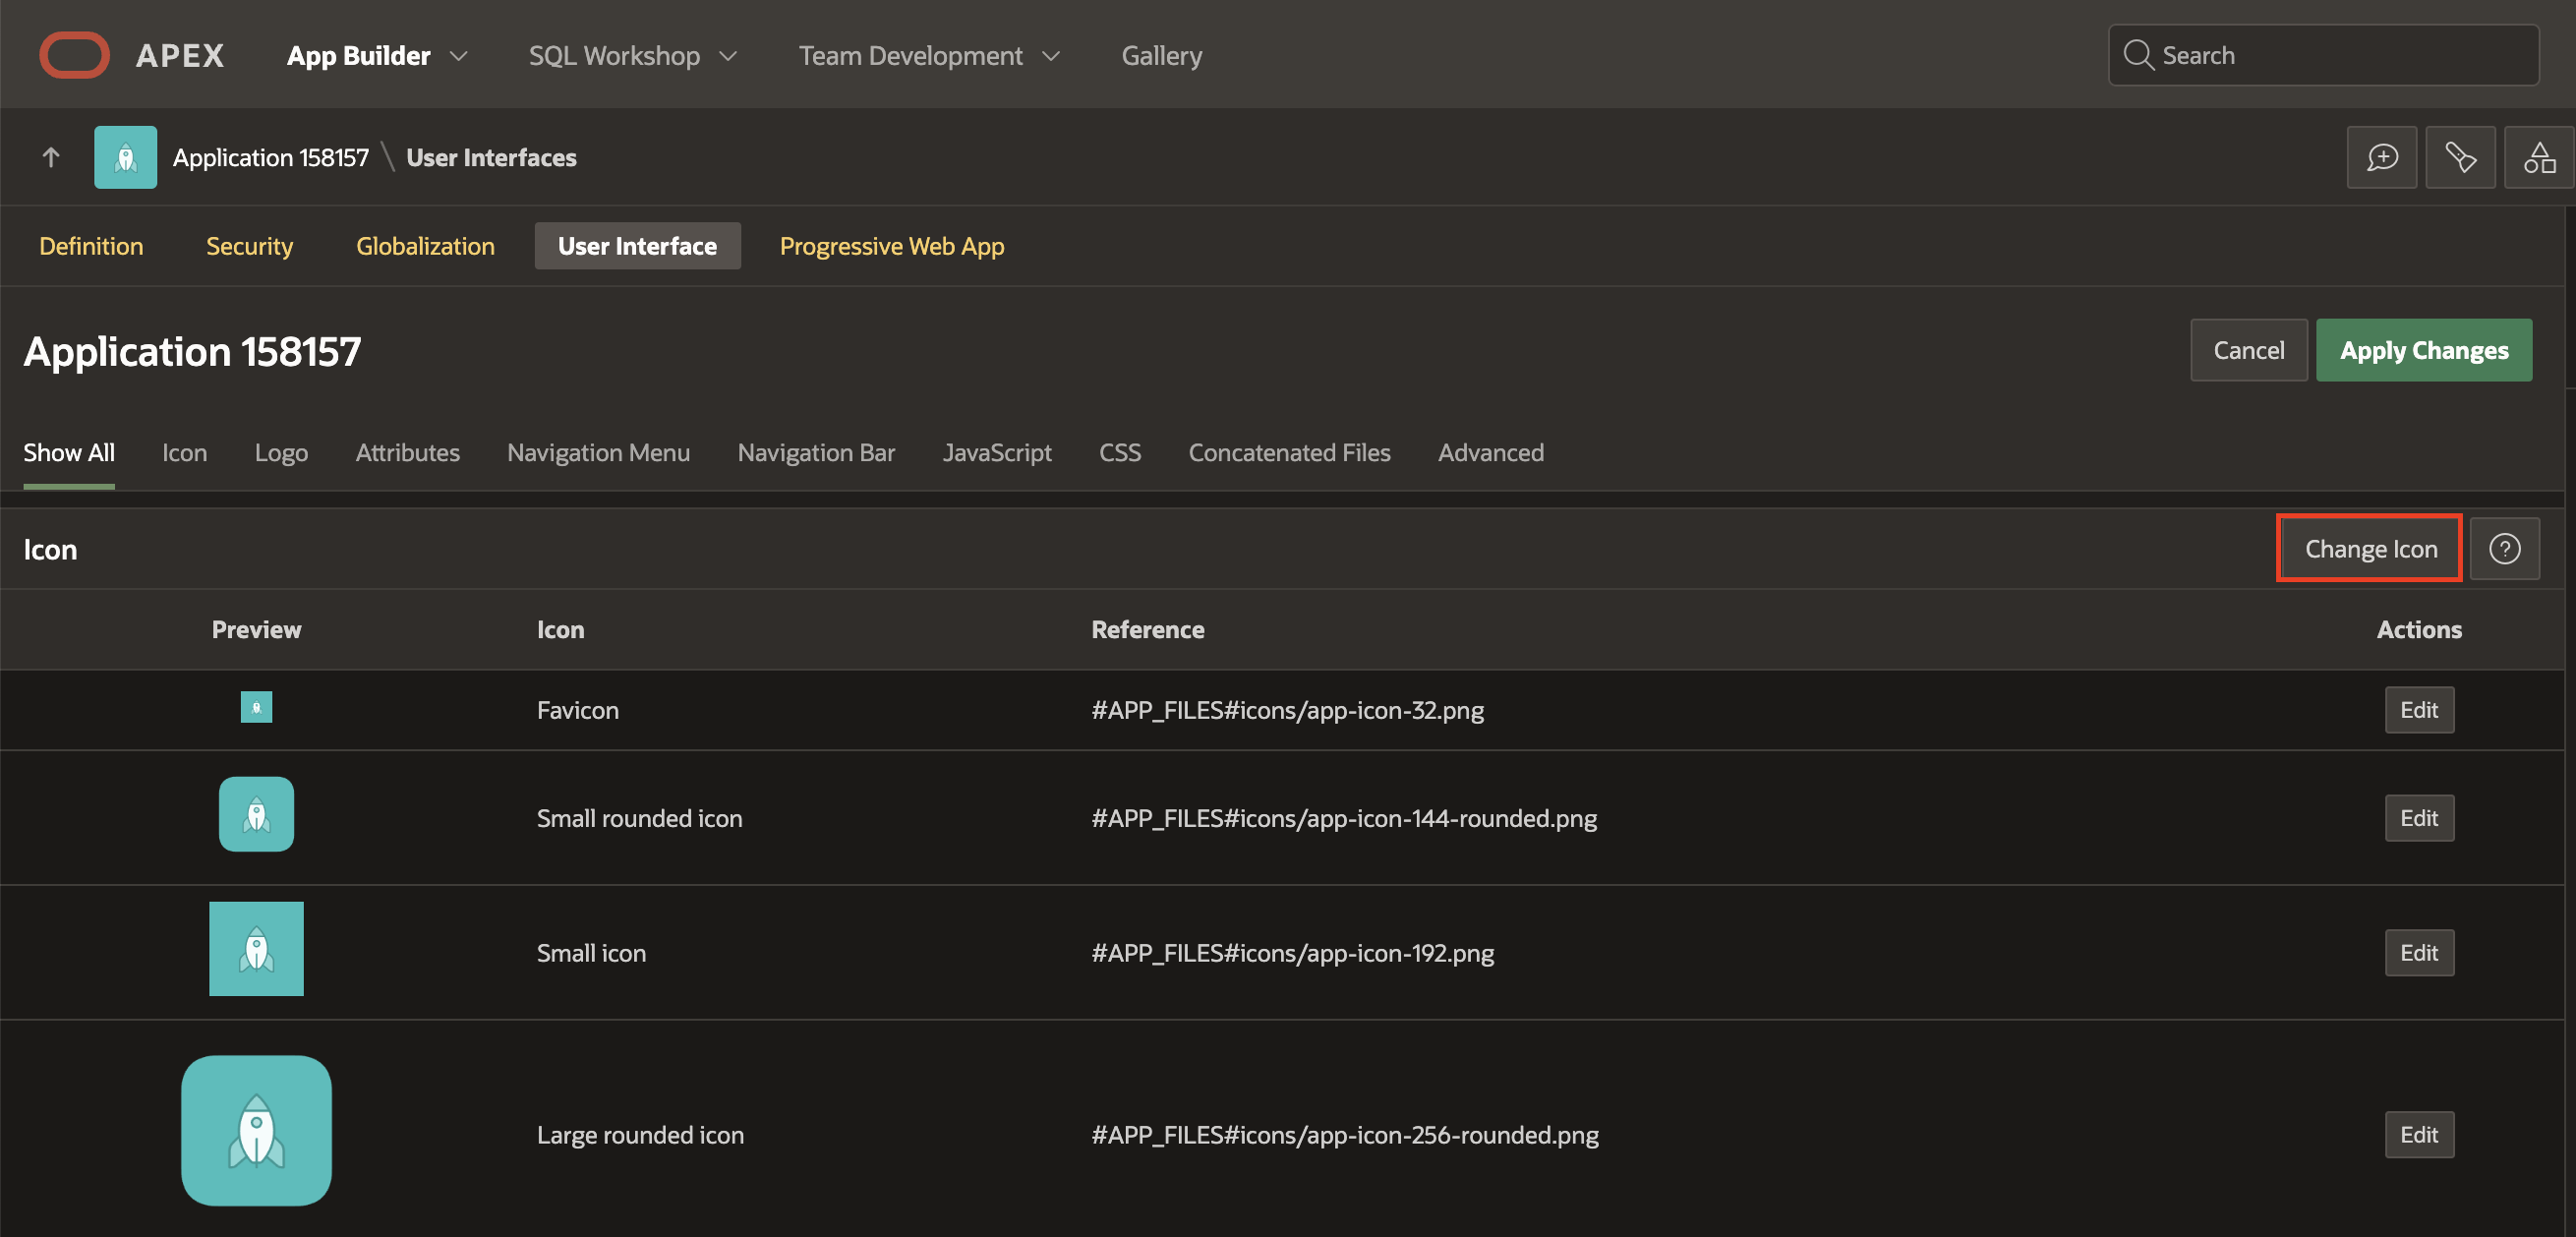 APEX App Builder SQL Workshop Team Development Gallery Search
Application 158157 \ User Interfaces
Definition Security Globalization User Interface Progressive Web App
Application 158157 Cancel Apply Changes
Show All Icon Logo Attributes Navigation Menu Navigation Bar JavaScript CSS Concatenated Files Advanced
Icon Change Icon ?
Preview Icon Reference Actions
Favicon #APP_FILES#icons/app-icon-32.png Edit
Small rounded icon #APP_FILES#icons/app-icon-144-rounded.png Edit
Small icon #APP_FILES#icons/app-icon-192.png Edit
Large rounded icon #APP_FILES#icons/app-icon-256-rounded.png Edit